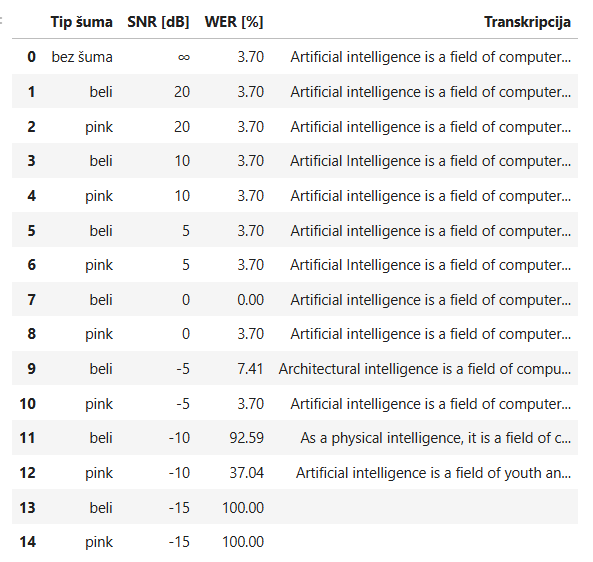 Tip šuma SNR [dB] WER [%] Transkripcija
0 bez šuma ∞ 3.70 Artificial intelligence is a field of computer...
1 beli 20 3.70 Artificial intelligence is a field of computer...
2 pink 20 3.70 Artificial intelligence is a field of computer...
3 beli 10 3.70 Artificial Intelligence is a field of computer...
4 pink 10 3.70 Artificial intelligence is a field of computer...
5 beli 5 3.70 Artificial intelligence is a field of computer...
6 pink 5 3.70 Artificial Intelligence is a field of computer...
7 beli 0 0.00 Artificial intelligence is a field of computer...
8 pink 0 3.70 Artificial intelligence is a field of computer...
9 beli -5 7.41 Architectural intelligence is a field of compu...
10 pink -5 3.70 Artificial intelligence is a field of computer...
11 beli -10 92.59 As a physical intelligence, it is a field of c...
12 pink -10 37.04 Artificial intelligence is a field of youth an...
13 beli -15 100.00
14 pink -15 100.00